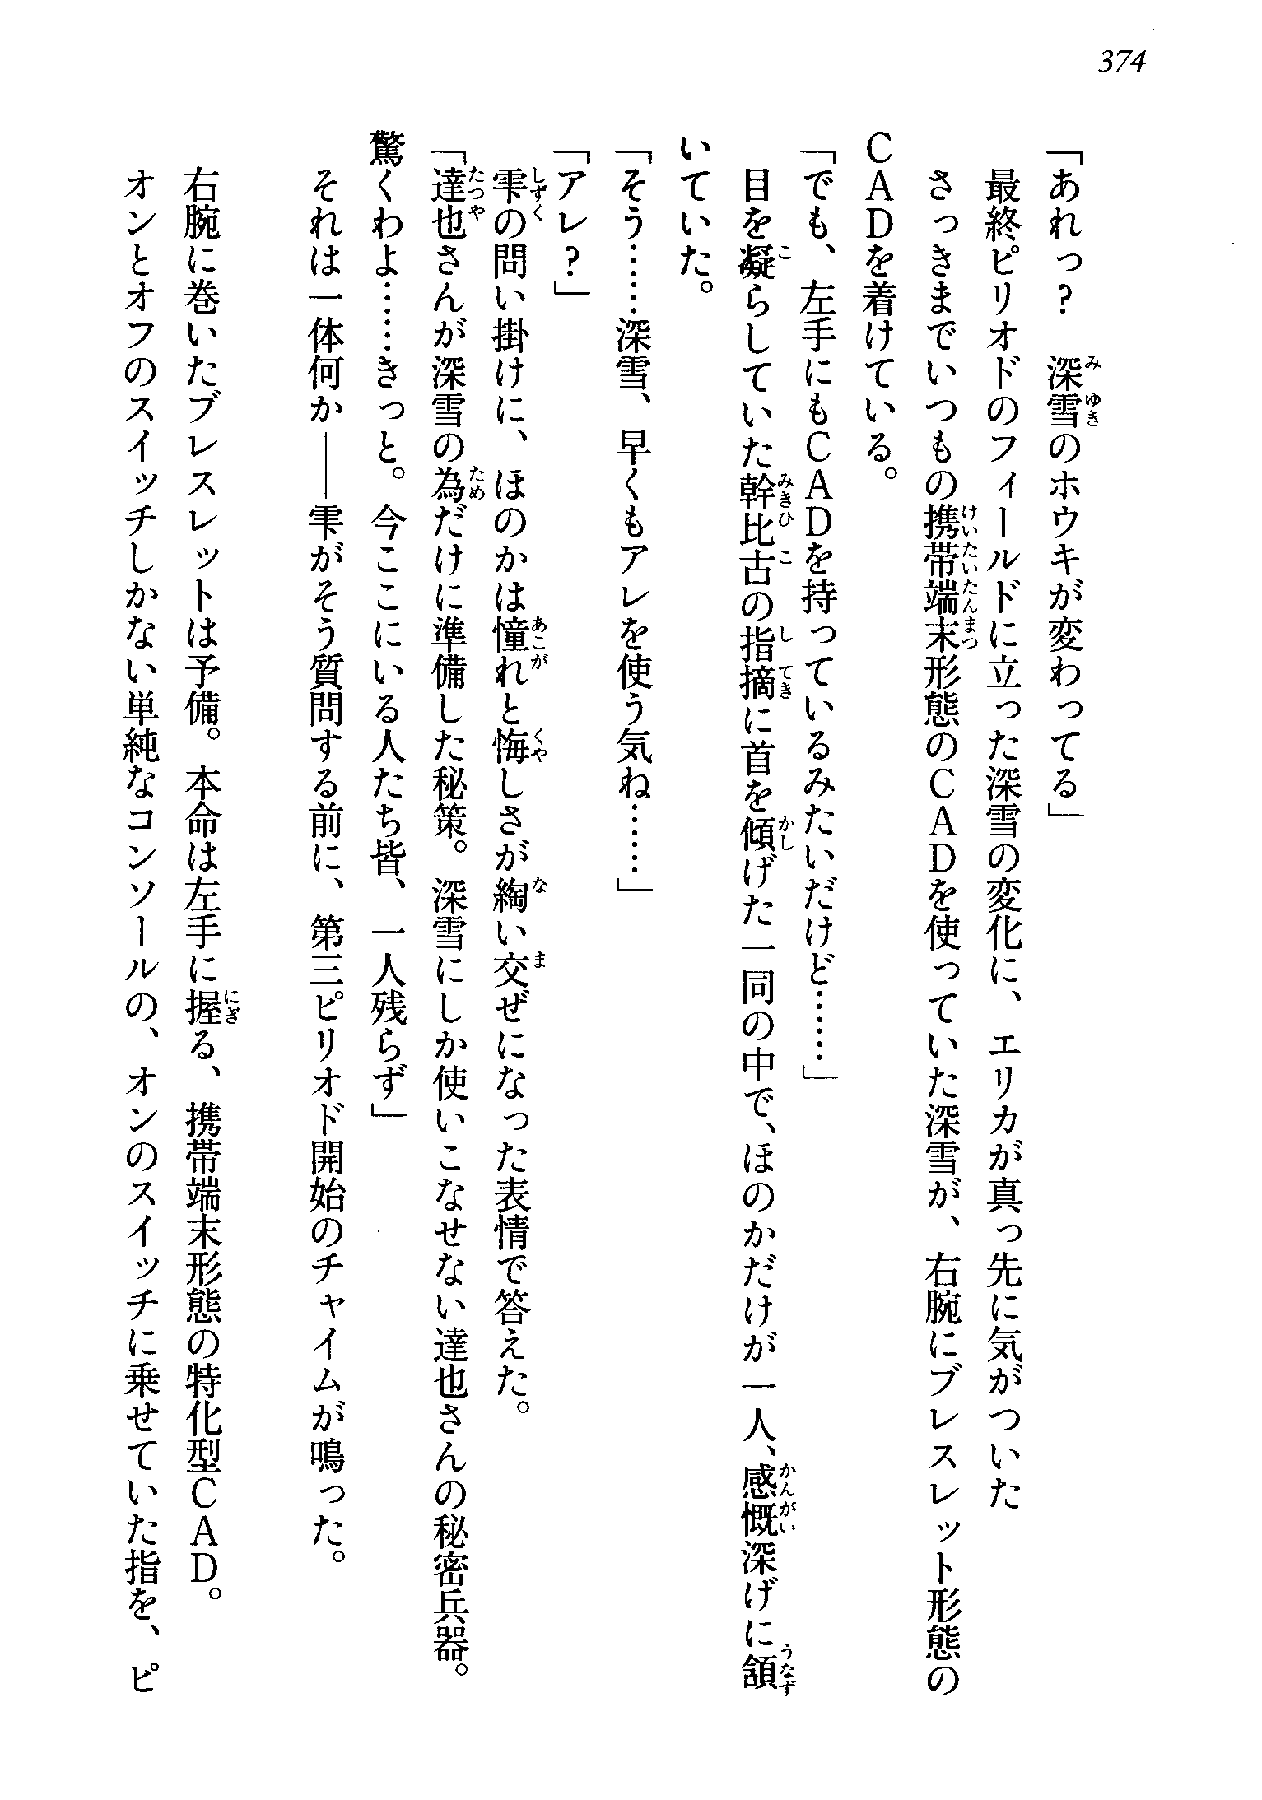 374
「あれっ？　深雪のホウキが変わってる」
最終ピリオドのフィールドに立った深雪の変化に、エリカが真っ先に気がついた
さっきまでいつもの携帯端末形態のＣＡＤを使っていた深雪が、右腕にブレスレット形態の
ＣＡＤを着けている。
「でも、左手にもＣＡＤを持っているみたいだけど……」
目を凝らしていた幹比古の指摘に首を傾げた一同の中で、ほのかだけが一人、感慨深げに頷
いていた。
「そう……深雪、早くもアレを使う気ね……」
「アレ？」
雫の問い掛けに、ほのかは憧れと悔しさが綯い交ぜになった表情で答えた。
「達也さんが深雪の為だけに準備した秘策。深雪にしか使いこなせない達也さんの秘密兵器。
驚くわよ……きっと。今ここにいる人たち皆、一人残らず」
それは一体何か――雫がそう質問する前に、第三ピリオド開始のチャイムが鳴った。
右腕に巻いたブレスレットは予備。本命は左手に握る、携帯端末形態の特化型ＣＡＤ。
オンとオフのスイッチしかない単純なコンソールの、オンのスイッチに乗せていた指を、ピ